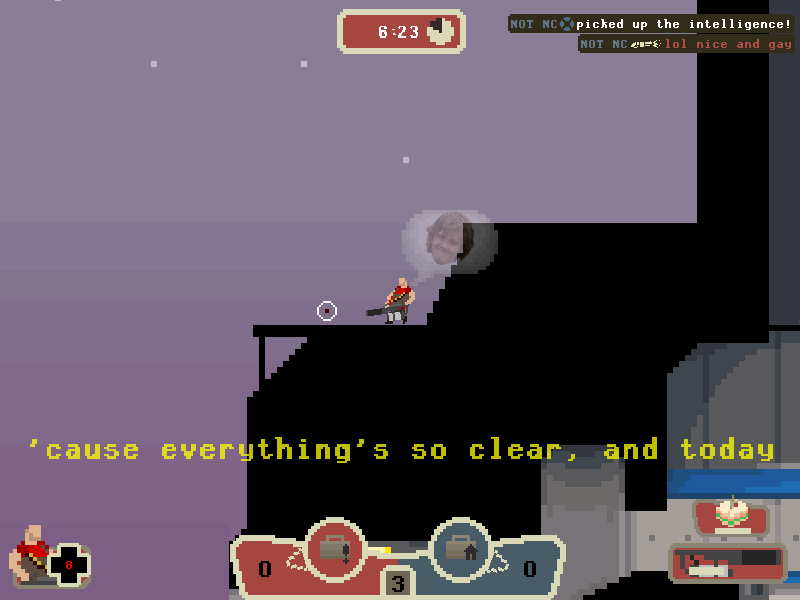 6:23
NOT NC picked up the intelligence!
NOT NC lol nice and gay
'cause everything's so clear, and today
8
0
3
0